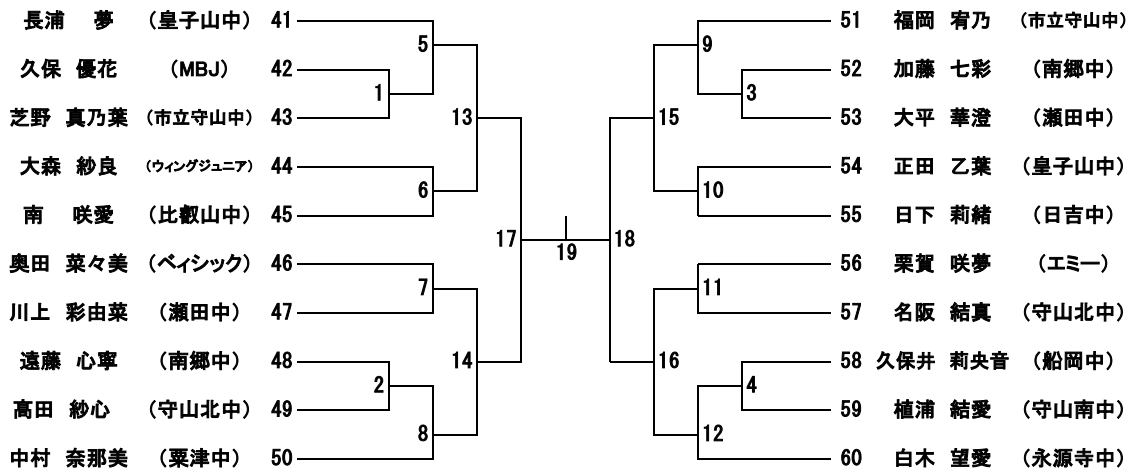 長浦 夢 (皇子山中) 41
久保 優花 (MBJ) 42
芝野 真乃葉 (市立守山中) 43
大森 紗良 (ウィングジュニア) 44
南 咲愛 (比叡山中) 45
奥田 菜々美 (ベィシック) 46
川上 彩由菜 (瀬田中) 47
遠藤 心寧 (南郷中) 48
高田 紗心 (守山北中) 49
中村 奈那美 (粟津中) 50
5
1
13
6
17
7
2
14
8
19
9
3
15
10
18
11
4
16
12
51 福岡 宥乃 (市立守山中)
52 加藤 七彩 (南郷中)
53 大平 華澄 (瀬田中)
54 正田 乙葉 (皇子山中)
55 日下 莉緒 (日吉中)
56 栗賀 咲夢 (エミー)
57 名阪 結真 (守山北中)
58 久保井 莉央音 (船岡中)
59 植浦 結愛 (守山南中)
60 白木 望愛 (永源寺中)